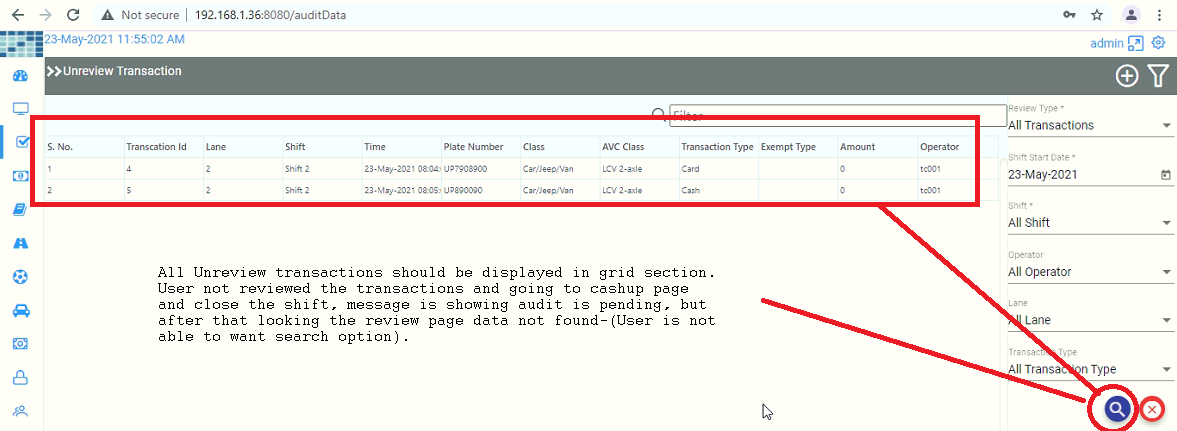 Not secure | 192.168.1.36:8080/auditData
23-May-2021 11:55:02 AM
admin
>>Unreview Transaction
Filter
S. No. Transcation Id Lane Shift Time Plate Number Class AVC Class Transaction Type Exempt Type Amount Operator
1 4 2 Shift 2 23-May-2021 08:04: UP7908900 Car/Jeep/Van LCV 2-axle Card 0 tc001
2 5 2 Shift 2 23-May-2021 08:05: UP890090 Car/Jeep/Van LCV 2-axle Cash 0 tc001
All Unreview transactions should be displayed in grid section.
User not reviewed the transactions and going to cashup page
and close the shift, message is showing audit is pending, but
after that looking the review page data not found-(User is not
able to want search option).
Review Type *
All Transactions
Shift Start Date *
23-May-2021
Shift *
All Shift
Operator
All Operator
Lane
All Lane
Transaction Type
All Transaction Type